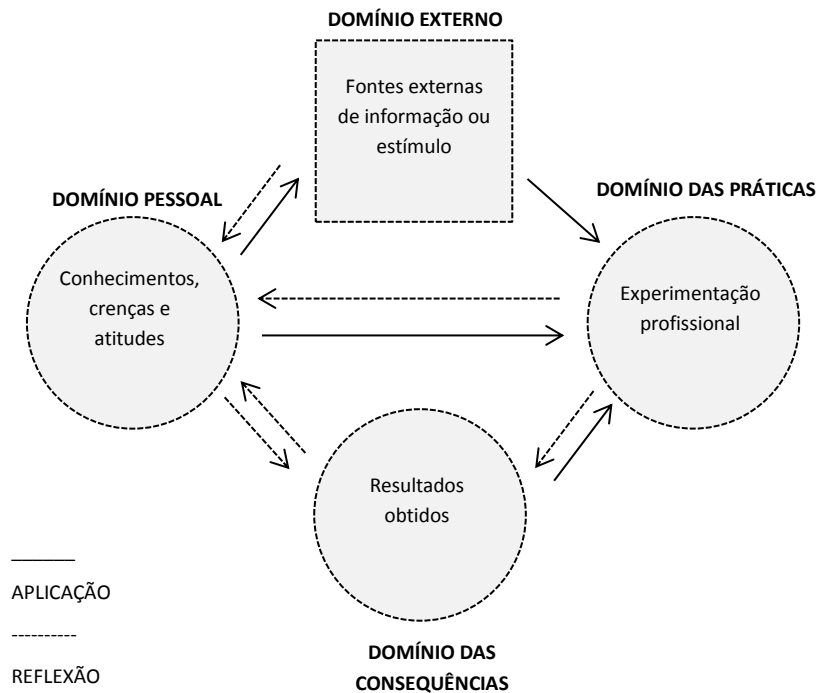 DOMÍNIO EXTERNO
Fontes externas
de informação ou
estímulo
DOMÍNIO PESSOAL
DOMÍNIO DAS PRÁTICAS
Conhecimentos,
crenças e
atitudes
Experimentação
profissional
Resultados
obtidos
APLICAÇÃO
REFLEXÃO
DOMÍNIO DAS
CONSEQUÊNCIAS